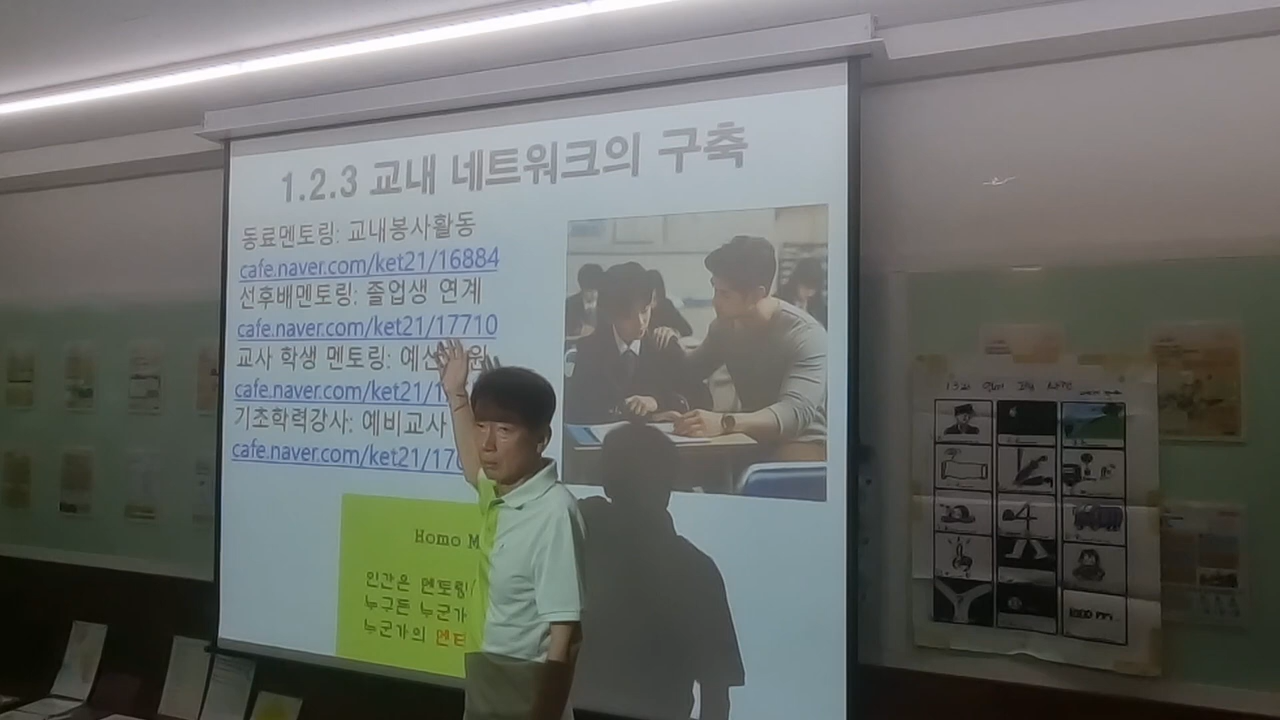 1.2.3 교내 네트워크의 구축
동료멘토링: 교내봉사활동
cafe.naver.com/ket21/16884
선후배멘토링: 졸업생 연계
cafe.naver.com/ket21/17710
교사 학생 멘토링: 예산
cafe.naver.com/ket21/1
기초학력강사: 예비교사
cafe.naver.com/ket21/17
Homo M
인간은 멘토링/
누구든 누군가
누군가의 멘티